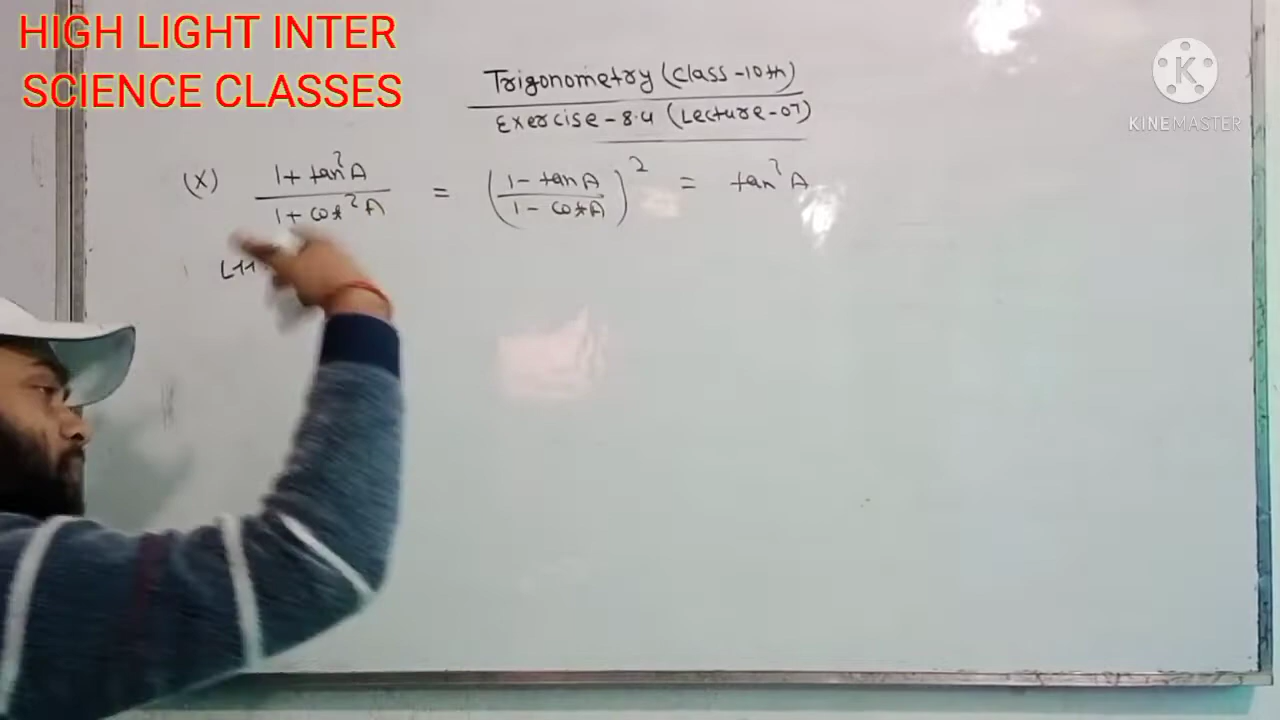 HIGH LIGHT INTER
SCIENCE CLASSES
K
KINEMASTER
Trigonometry (Class-10th)
Exercise-8.4 (Lecture-07)
(X) (1 + tan²A)/(1 + cot²A) = ((1 - tanA)/(1 - cotA))² = tan²A